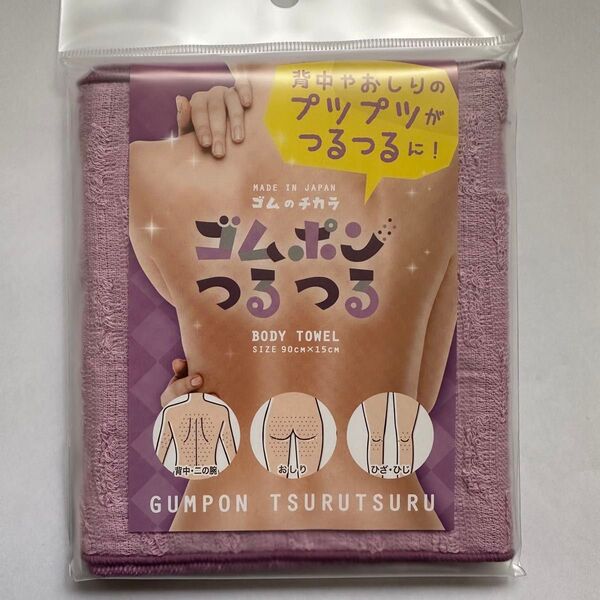 背中やおしりの
プツプツが
つるつるに!
MADE IN JAPAN
ゴムのチカラ
ゴムポン
つるつる
BODY TOWEL
SIZE 90CM×15CM
背中・二の腕
おしり
ひざ・ひじ
GUMPON TSURUTSURU